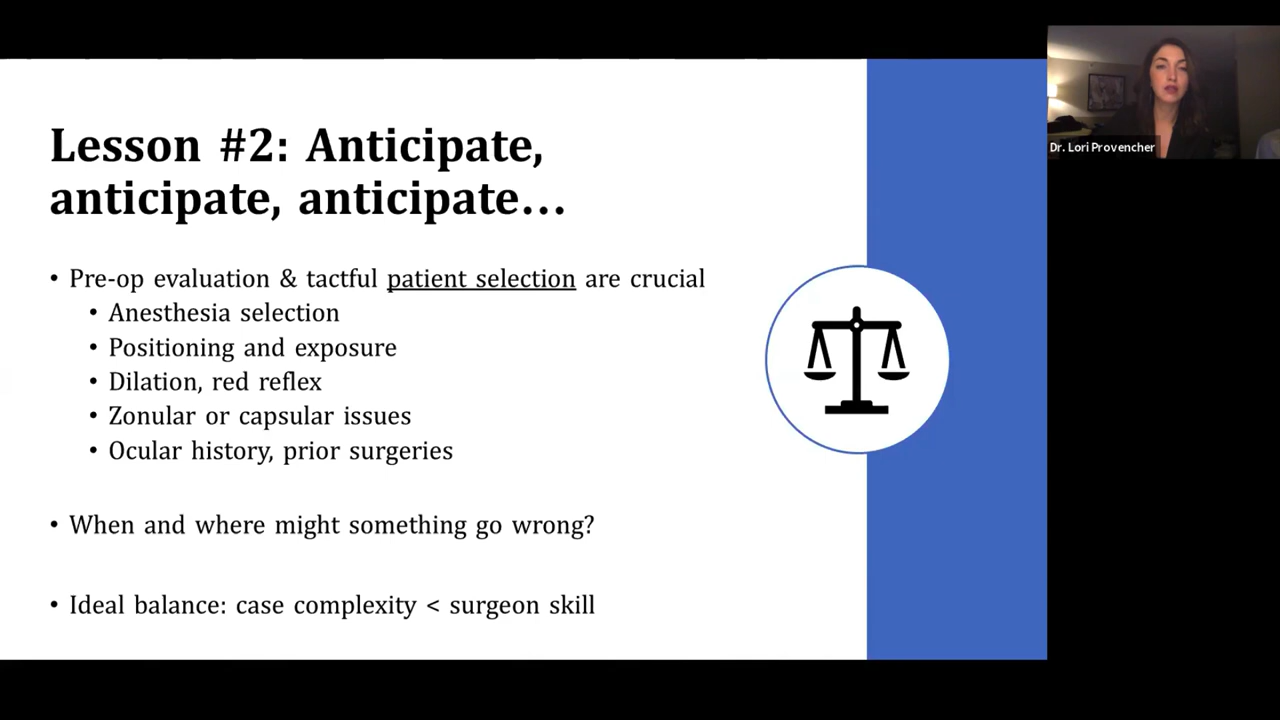 Lesson #2: Anticipate,
anticipate, anticipate...
• Pre-op evaluation & tactful patient selection are crucial
• Anesthesia selection
• Positioning and exposure
• Dilation, red reflex
• Zonular or capsular issues
• Ocular history, prior surgeries
• When and where might something go wrong?
• Ideal balance: case complexity < surgeon skill
Dr. Lori Provencher